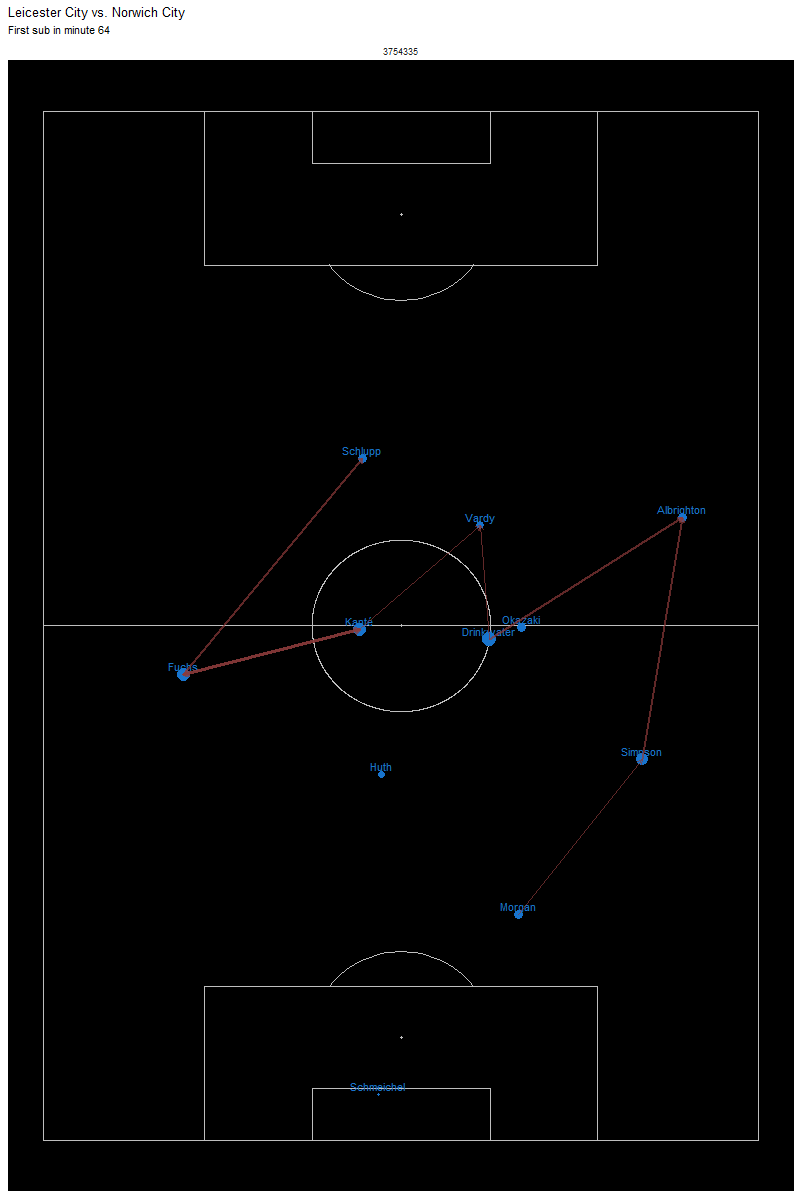 Leicester City vs. Norwich City
First sub in minute 64
3754335
Schlupp
Vardy
Albrighton
Kanté
Okazaki
Drinkwater
Fuchs
Simpson
Huth
Morgan
Schmeichel